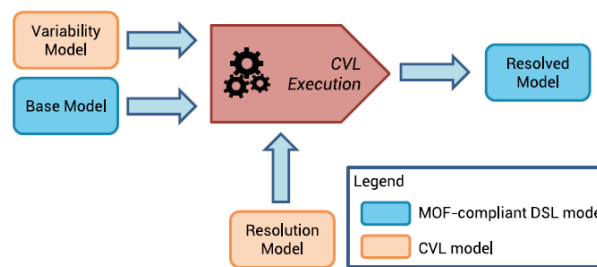 Variability
Model
Base Model
CVL
Execution
Resolved
Model
Resolution
Model
Legend
MOF-compliant DSL mode
CVL model